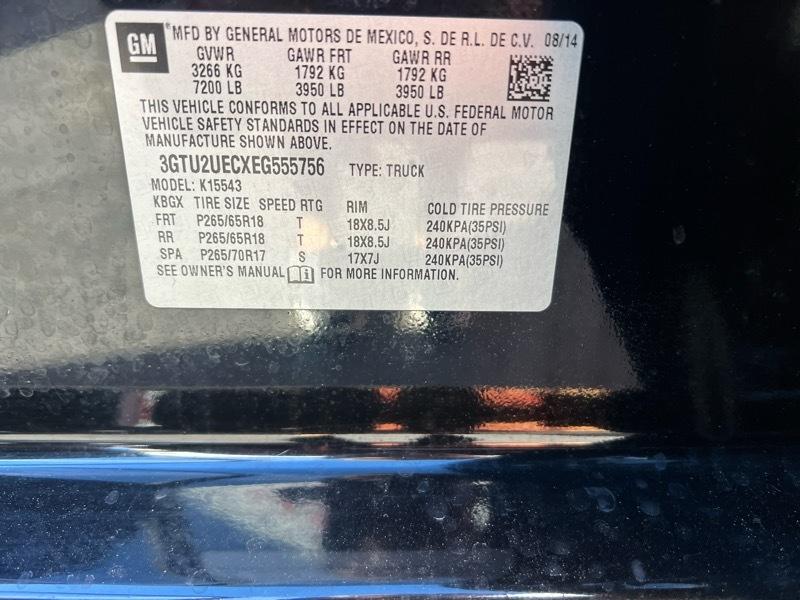 GM
*MFD BY GENERAL MOTORS DE MEXICO, S. DE R.L. DE C.V. 08/14
GVWR GAWR FRT GAWR RR
3266 KG 1792 KG 1792 KG
7200 LB 3950 LB 3950 LB
THIS VEHICLE CONFORMS TO ALL APPLICABLE U.S. FEDERAL MOTOR
VEHICLE SAFETY STANDARDS IN EFFECT ON THE DATE OF
MANUFACTURE SHOWN ABOVE.
3GTU2UECXEG555756 TYPE: TRUCK
MODEL: K15543
KBGX TIRE SIZE SPEED RTG RIM COLD TIRE PRESSURE
FRT P265/65R18 T 18X8.5J 240KPA(35PSI)
RR P265/65R18 T 18X8.5J 240KPA(35PSI)
SPA P265/70R17 S 17X7J 240KPA(35PSI)
SEE OWNER'S MANUAL FOR MORE INFORMATION.